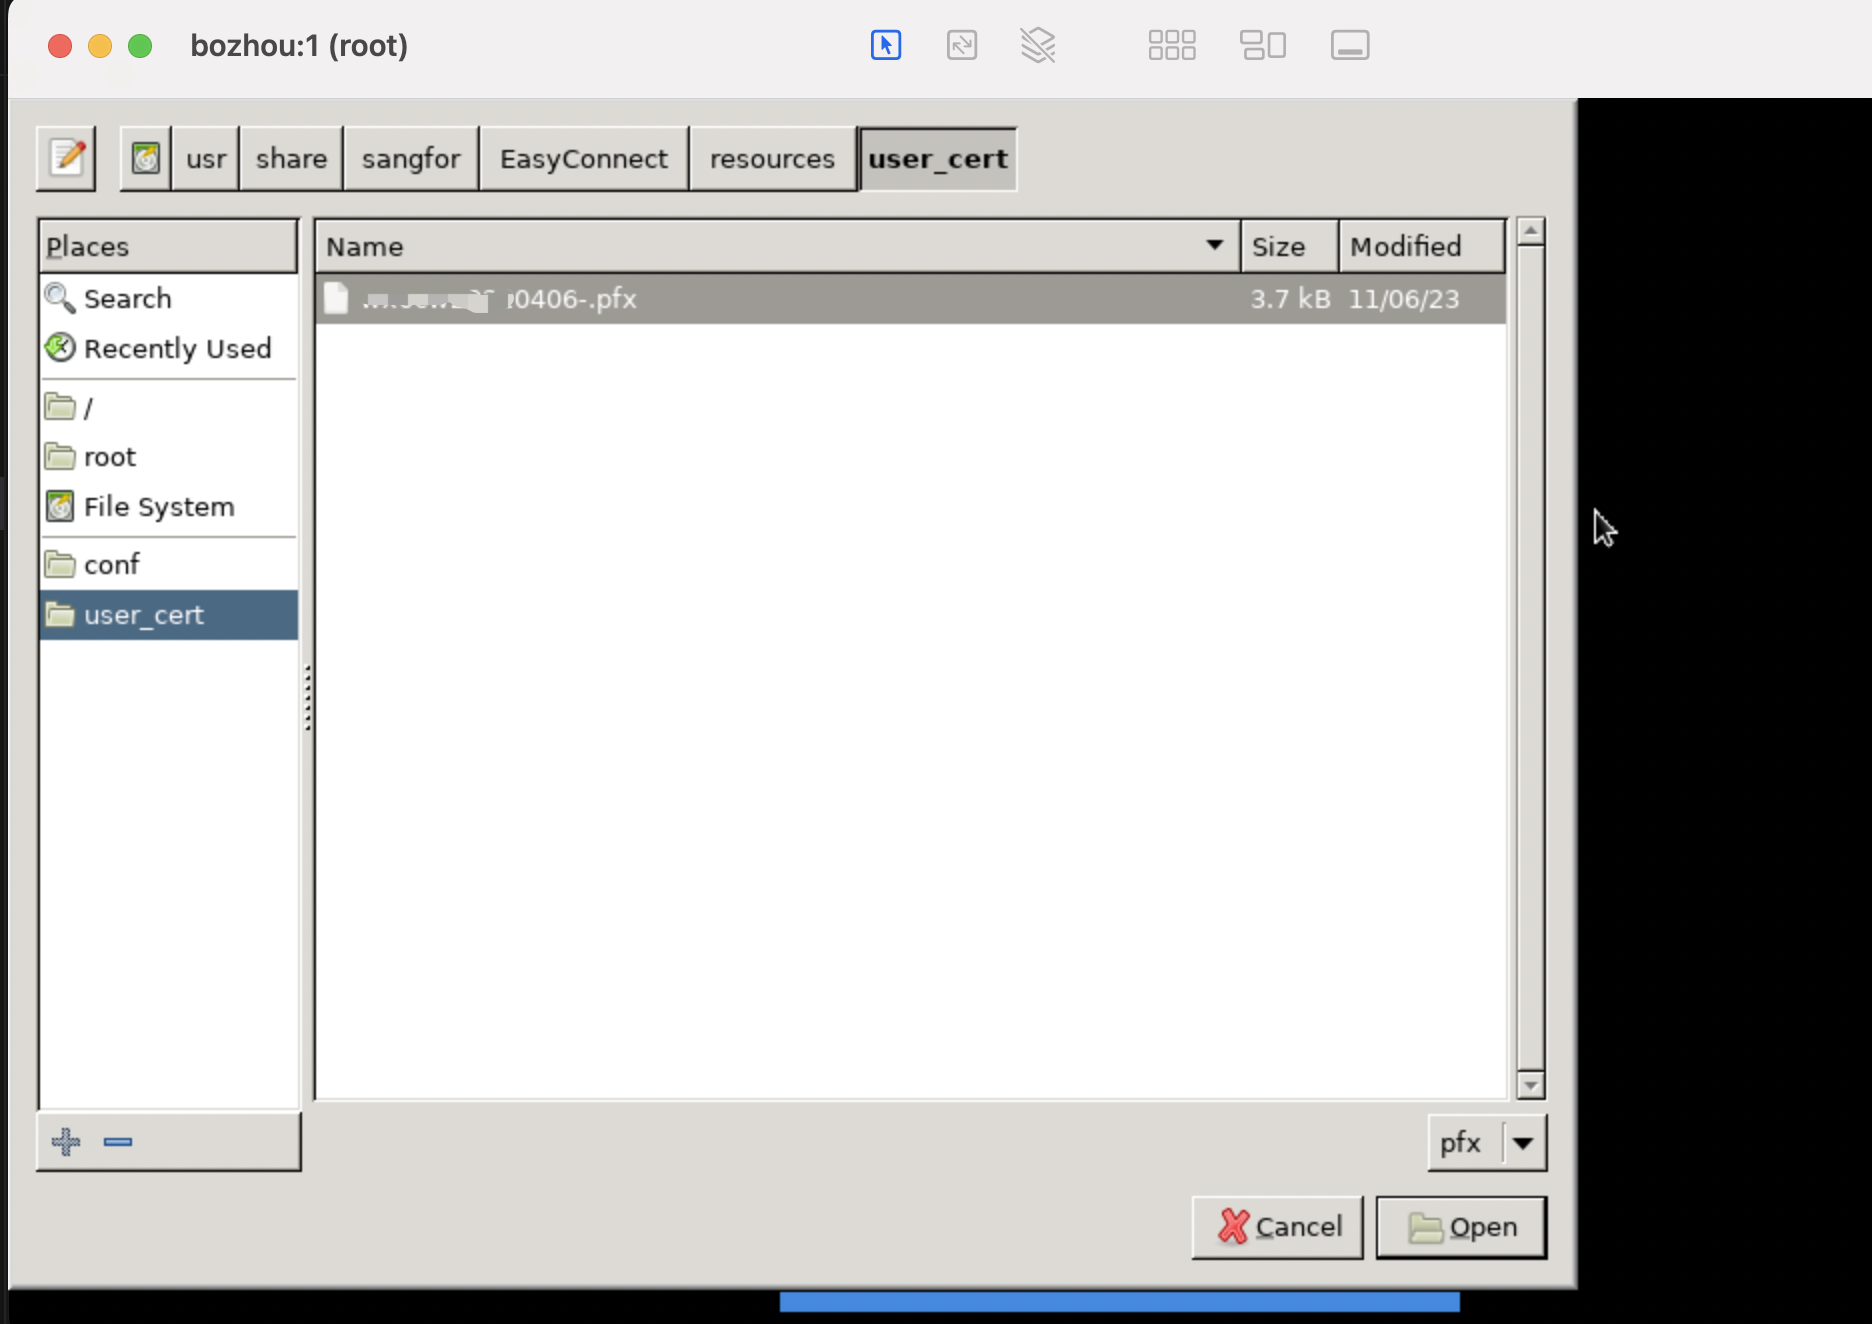 bozhou:1 (root)
usr share sangfor EasyConnect resources user_cert
Places
Name Size Modified
Search
0406-.pfx 3.7 kB 11/06/23
Recently Used
/
root
File System
conf
user_cert
pfx
Cancel Open